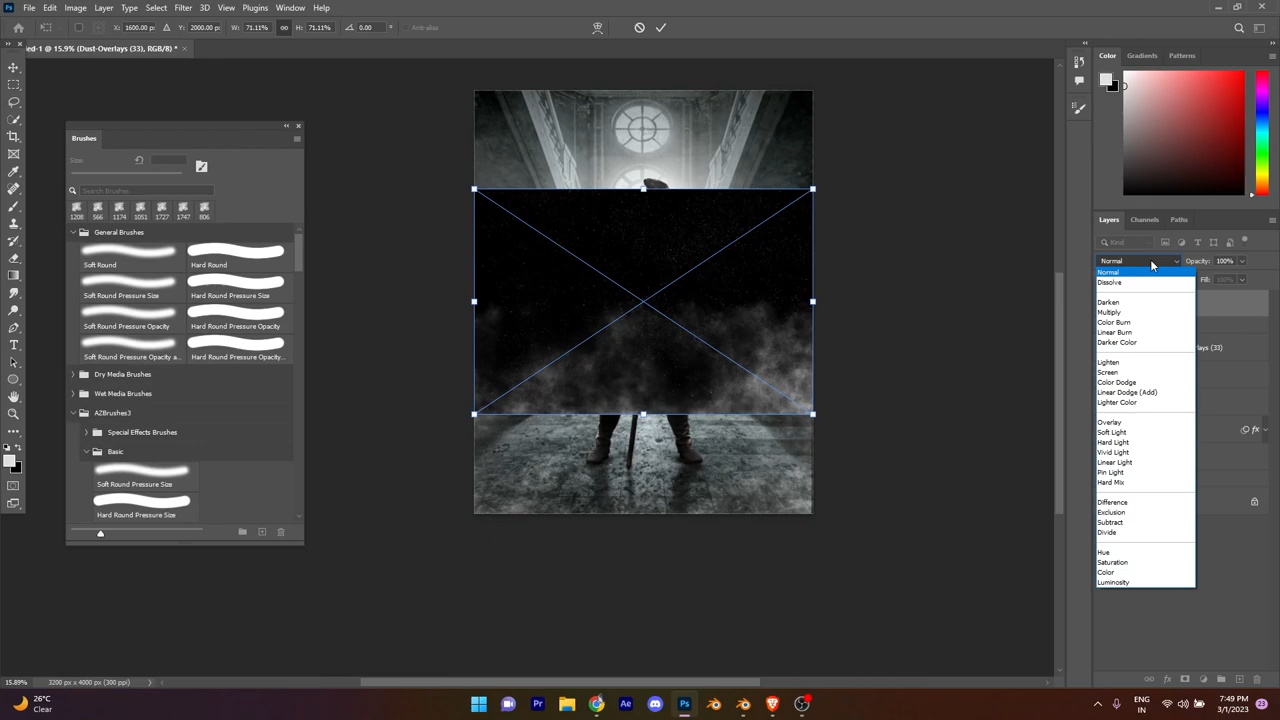 Ps File Edit Image Layer Type Select Filter 3D View Plugins Window Help
X: 1600.00 px Y: 2000.00 px W: 71.11% H: 71.11% 0.00 Anti-alias
ed-1 @ 15.9% (Dust-Overlays (33), RGB/8) * ×
Color Gradients Patterns
Brushes
Size:
Search Brushes
1208 566 1174 1051 1727 1747 806
General Brushes
Soft Round Hard Round
Soft Round Pressure Size Hard Round Pressure Size
Soft Round Pressure Opacity Hard Round Pressure Opacity
Soft Round Pressure Opacity a... Hard Round Pressure Opacity...
Dry Media Brushes
Wet Media Brushes
AZBrushes3
Special Effects Brushes
Basic
Soft Round Pressure Size
Hard Round Pressure Size
Layers Channels Paths
Kind
Normal Opacity: 100%
Fill: 100%
lays (33)
fx
Normal
Dissolve
Darken
Multiply
Color Burn
Linear Burn
Darker Color
Lighten
Screen
Color Dodge
Linear Dodge (Add)
Lighter Color
Overlay
Soft Light
Hard Light
Vivid Light
Linear Light
Pin Light
Hard Mix
Difference
Exclusion
Subtract
Divide
Hue
Saturation
Color
Luminosity
fx
15.89% 3200 px x 4000 px (300 ppi)
26°C
Clear
Pr Ae Ps
ENG
IN
7:49 PM
3/1/2023
23